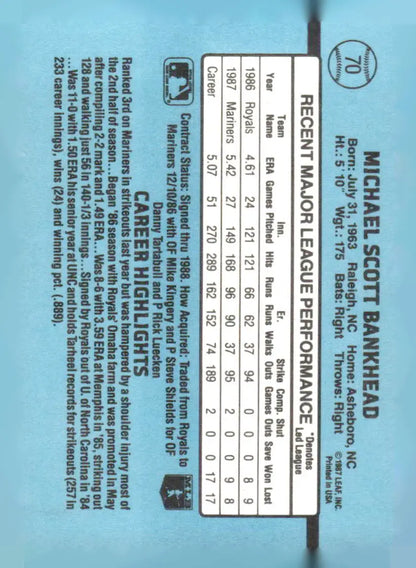 70
MICHAEL SCOTT BANKHEAD
Born: July 31, 1963 Raleigh, NC Home: Asheboro, NC
Ht.: 5' 10" Wgt.: 175 Bats: Right Throws: Right
©1987 LEAF, INC.
Printed in USA
RECENT MAJOR LEAGUE PERFORMANCE *Denotes
Led League
Team Inn. Er. Strike Comp. Shut
Year Name ERA Games Pitched Hits Runs Runs Walks Outs Games Outs Save Won Lost
1986 Royals 4.61 24 121 121 66 62 37 94 0 0 0 8 9
1987 Mariners 5.42 27 149 168 96 90 37 95 2 0 0 9 8
Career 5.07 51 270 289 162 152 74 189 2 0 0 17 17
Contract Status: Signed thru 1988 How Acquired: Traded from Royals to
Mariners 12/10/86 with OF Mike Kingery and P Steve Shields for OF
Danny Tartabull and P Rick Luecken
CAREER HIGHLIGHTS
Ranked 3rd on Mariners in strikeouts last year but was hampered by a shoulder injury most of
the 2nd half of season... Began '86 season with Royals' Omaha farm and was promoted in May
after compiling 2-2 mark and 1.49 ERA... Was 8-6 with 3.59 ERA at Memphis in '85, striking out
128 and walking just 56 in 140-1/3 innings... Signed by Royals out of U. of North Carolina in '84
... Was 11-0 with 1.50 ERA his senior year at UNC and holds Tarheel records for strikeouts (257 in
233 career innings), wins (24) and winning pct. (.889).